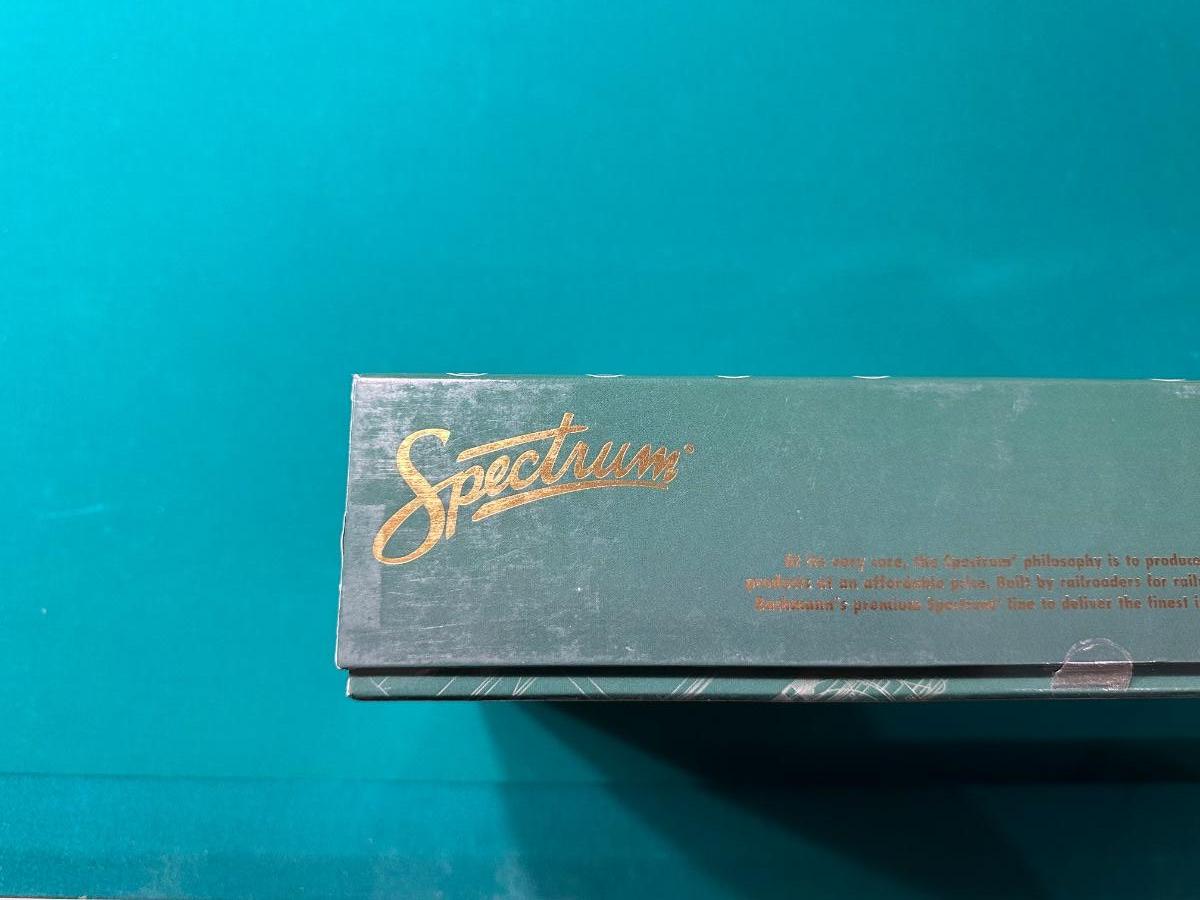 Spectrum®
At its very core, the Spectrum® philosophy is to produce
products at an affordable price. Built by railroaders for rail
Bachmann's premium Spectrum® line to deliver the finest i